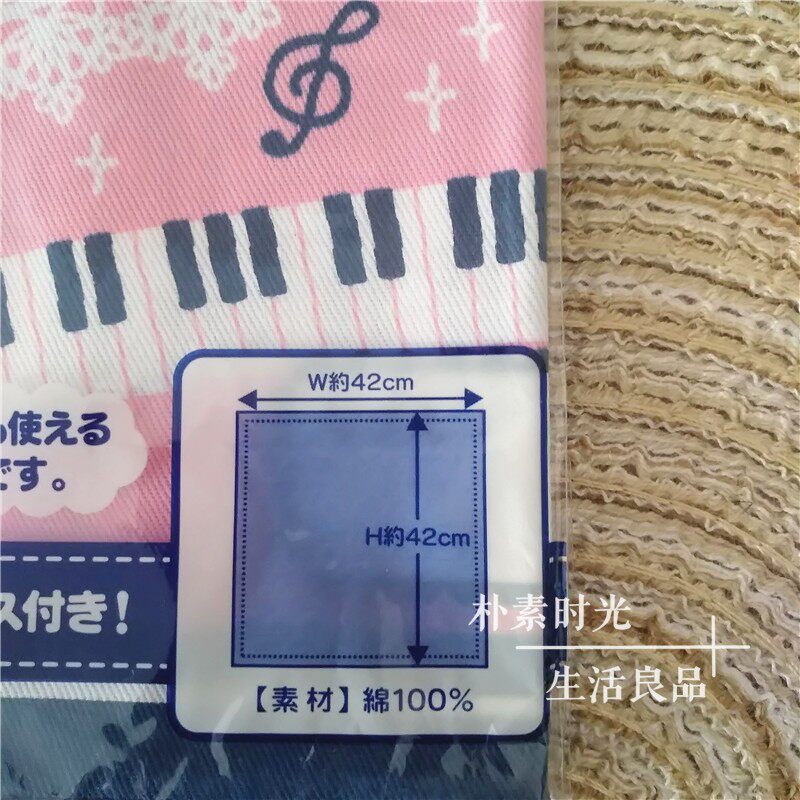 W約42cm
も使える
です。
H約42cm
ス付き!
【素材】綿100%
朴素时光
生活良品